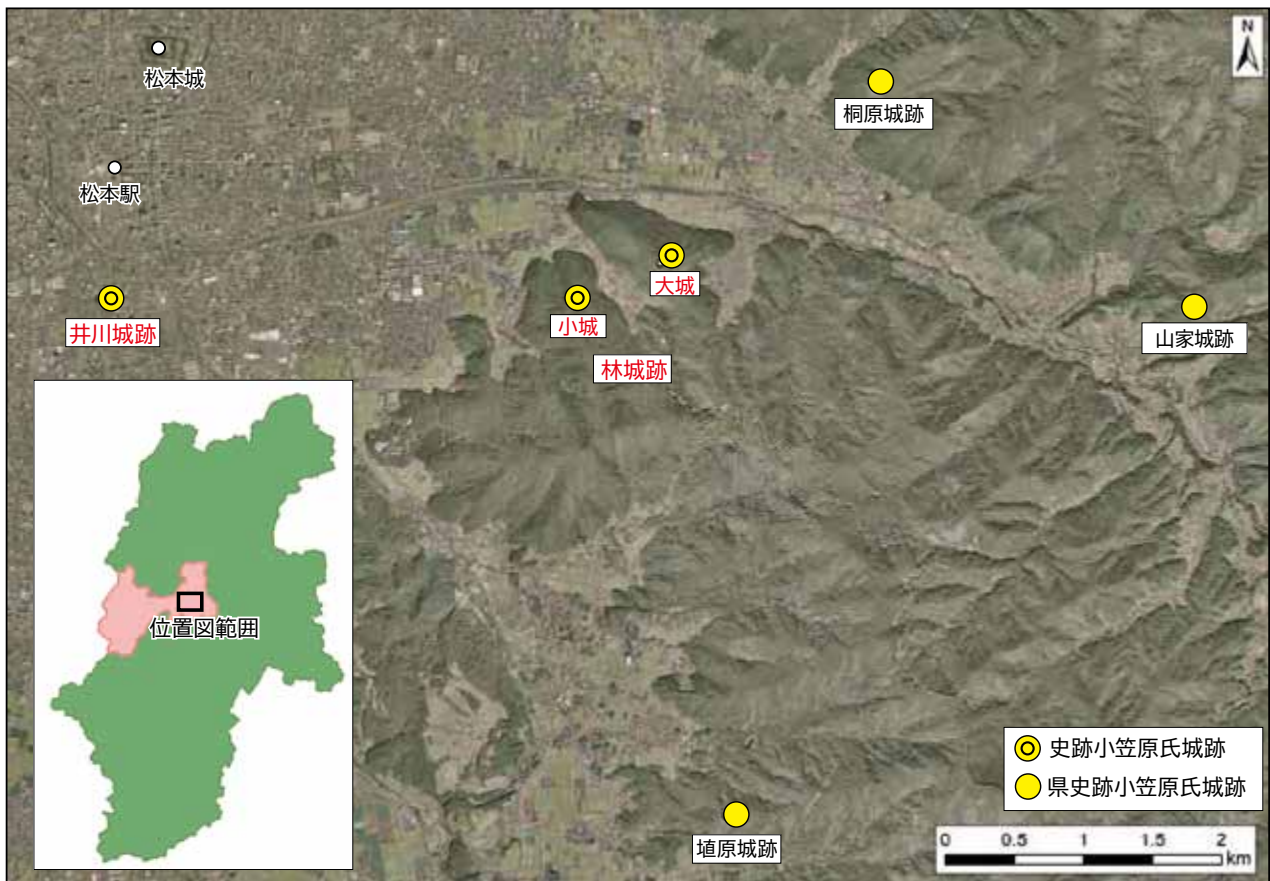 N
松本城
桐原城跡
松本駅
大城
井川城跡
小城
山家城跡
林城跡
位置図範囲
史跡小笠原氏城跡
県史跡小笠原氏城跡
埴原城跡
0 0.5 1 1.5 2
km